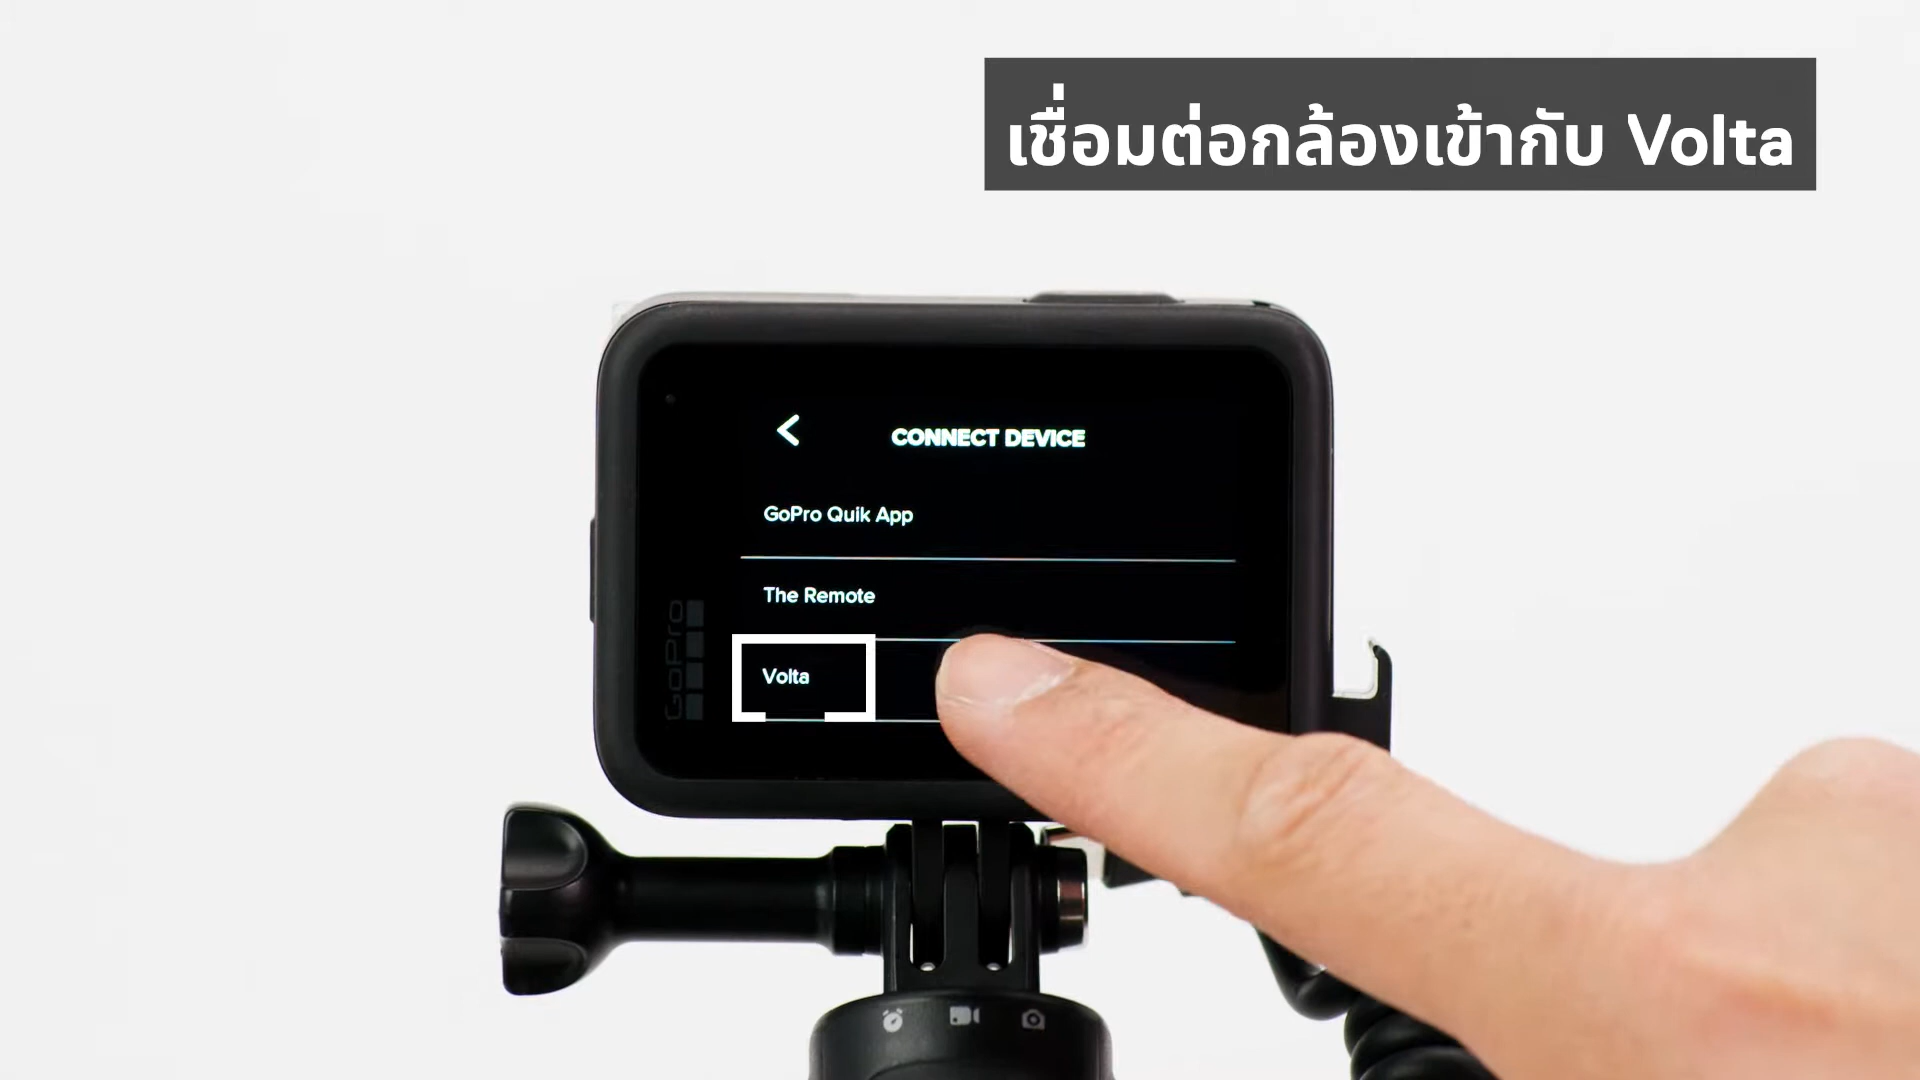 เชื่อมต่อกล้องเข้ากับ Volta
CONNECT DEVICE
GoPro Quik App
The Remote
Volta
GoPro